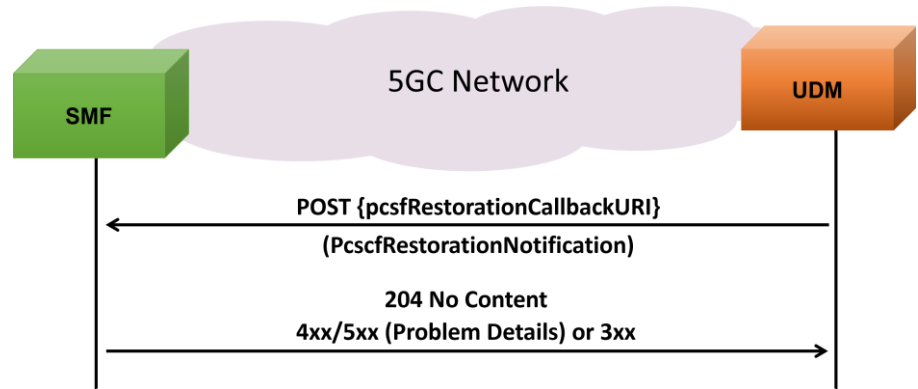 5GC Network
SMF
UDM
POST {pcsfRestorationCallbackURI}
(PcscfRestorationNotification)
204 No Content
4xx/5xx (Problem Details) or 3xx